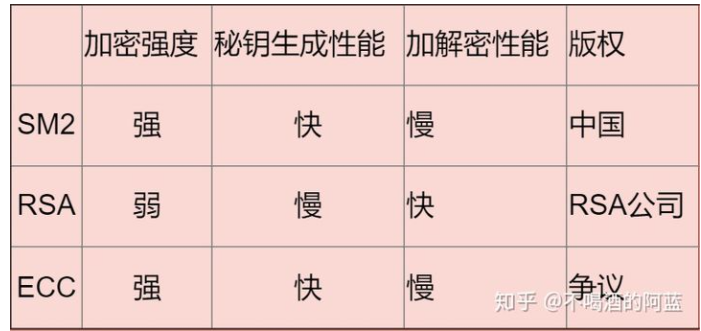 加密强度 秘钥生成性能 加解密性能 版权
SM2 强 快 慢 中国
RSA 弱 慢 快 RSA公司
ECC 强 快 慢 争议
知乎 @不喝酒的阿蓝